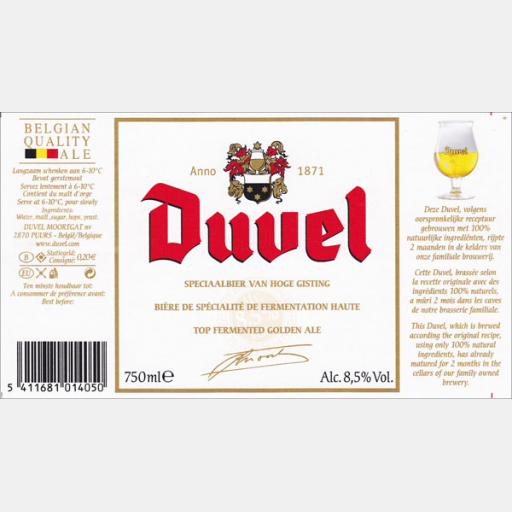 BELGIAN
QUALITY
ALE
Langzaam schenken aan 6-10°C
Bevat gerstemout
Servez lentement à 6-10°C
Contient du malt d'orge
Serve at 6-10°C, pour slowly
Ingredients:
Water, malt, sugar, hops, yeast.
DUVEL MOORTGAT nv
2870 PUURS - België/Belgique
www.duvel.com
B
Statiegeld:
Consigne:
0,20€
EU
Ten minste houdbaar tot:
A consommer de préférence avant:
Best before:
5 411681 014050
Anno 1871
Duvel
SPECIAALBIER VAN HOGE GISTING
BIÈRE DE SPÉCIALITÉ DE FERMENTATION HAUTE
TOP FERMENTED GOLDEN ALE
750ml e
Alc. 8,5% Vol.
Duvel
Deze Duvel, volgens
oorspronkelijke receptuur
gebrouwen met 100%
natuurlijke ingrediënten, rijpte
2 maanden in de kelders van
onze familiale brouwerij.
Cette Duvel, brassée selon
la recette originale avec des
ingrédients 100% naturels,
a mûri 2 mois dans les caves
de notre brasserie familiale.
This Duvel, which is brewed
according the original recipe,
using only 100% natural
ingredients, has already
matured for 2 months in the
cellars of our family owned
brewery.